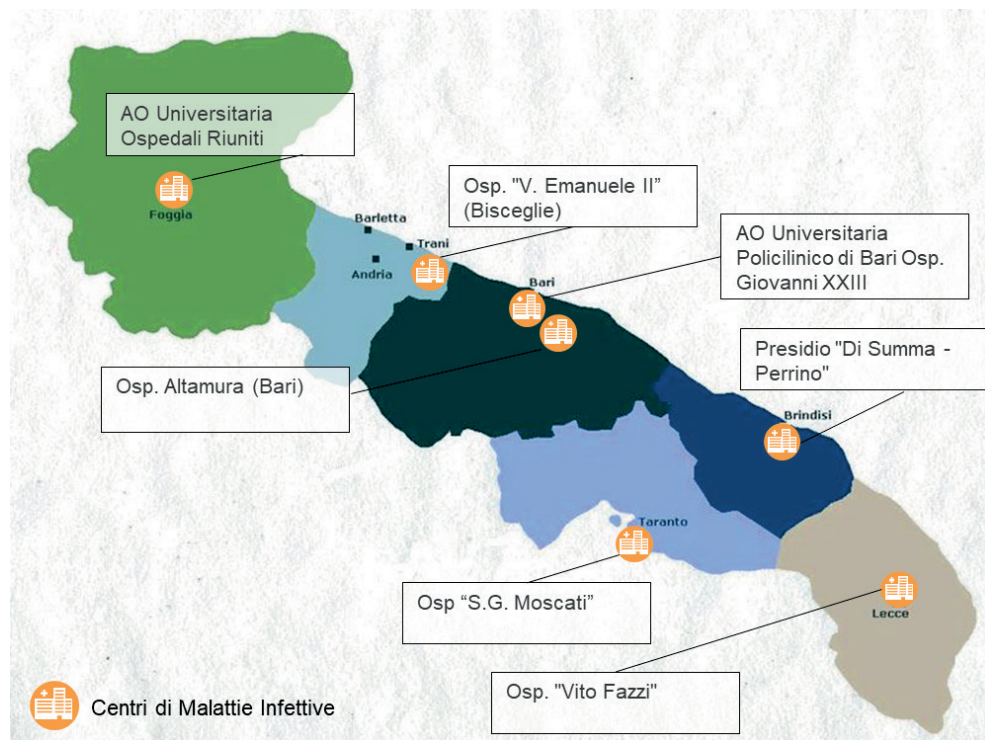 AO Universitaria
Ospedali Riuniti
Foggia
Osp. "V. Emanuele II”
(Bisceglie)
Barletta
Trani
Andria
AO Universitaria
Policilinico di Bari Osp.
Giovanni XXIII
Bari
Osp. Altamura (Bari)
Presidio "Di Summa -
Perrino"
Brindisi
Taranto
Osp “S.G. Moscati”
Lecce
Osp. "Vito Fazzi"
Centri di Malattie Infettive